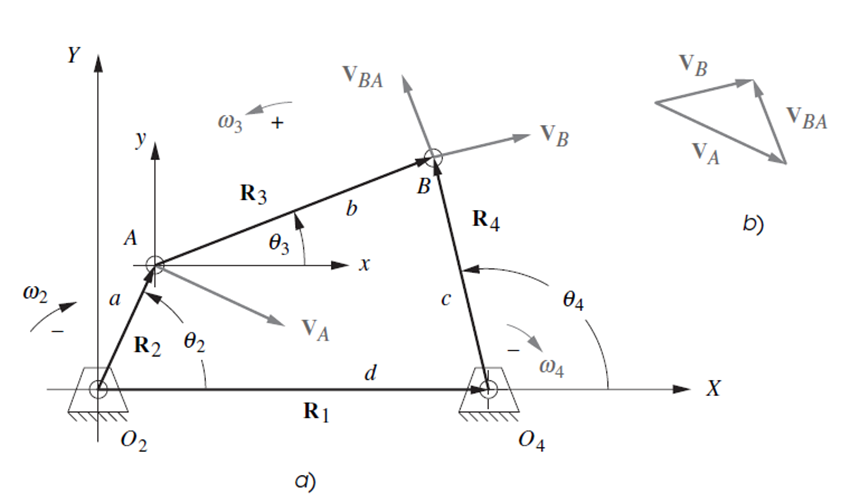 Y
V_BA
V_B
ω₃
+
V_B
V_BA
V_A
y
B
R₃
b
R₄
b)
A
θ₃
x
ω₂
a
c
θ₄
−
V_A
R₂
θ₂
−
ω₄
d
X
R₁
O₂
O₄
a)